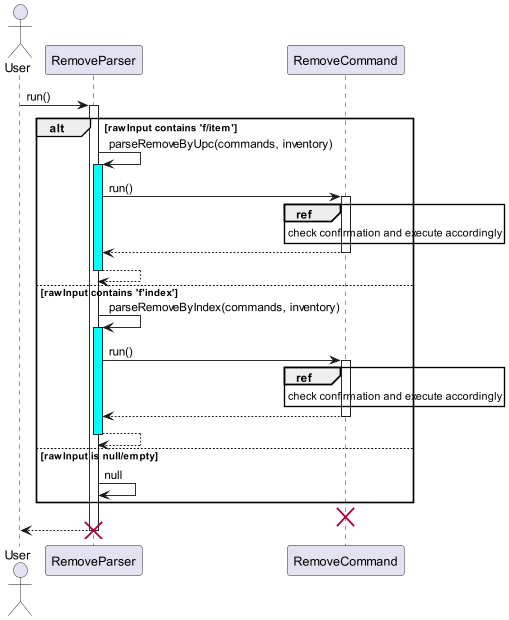 User
RemoveParser
RemoveCommand
run()
alt
[rawInput contains 'f/item']
parseRemoveByUpc(commands, inventory)
run()
ref
check confirmation and execute accordingly
[rawInput contains 'f'index']
parseRemoveByIndex(commands, inventory)
run()
ref
check confirmation and execute accordingly
[rawInput is null/empty]
null
User
RemoveParser
RemoveCommand